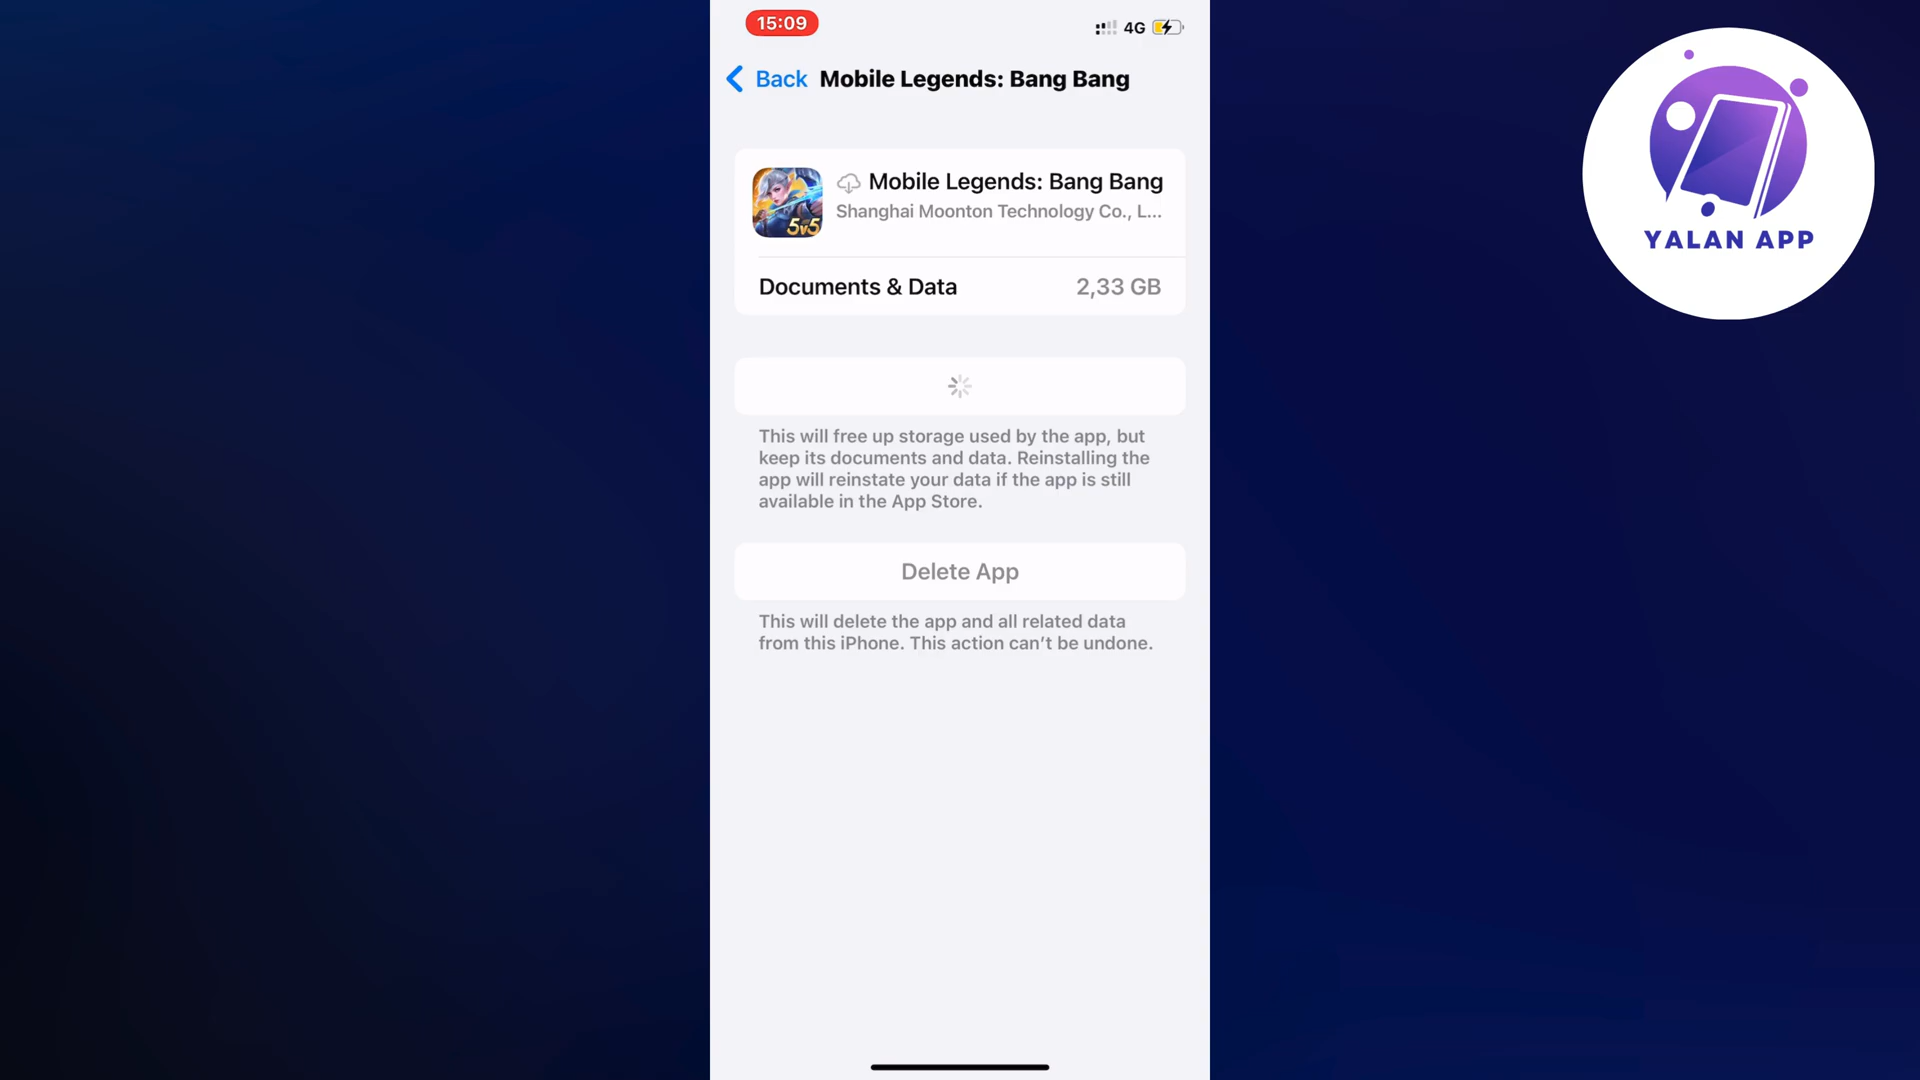 15:09
4G
Back Mobile Legends: Bang Bang
Mobile Legends: Bang Bang
Shanghai Moonton Technology Co., L...
5v5
Documents & Data 2,33 GB
This will free up storage used by the app, but
keep its documents and data. Reinstalling the
app will reinstate your data if the app is still
available in the App Store.
Delete App
This will delete the app and all related data
from this iPhone. This action can’t be undone.
YALAN APP